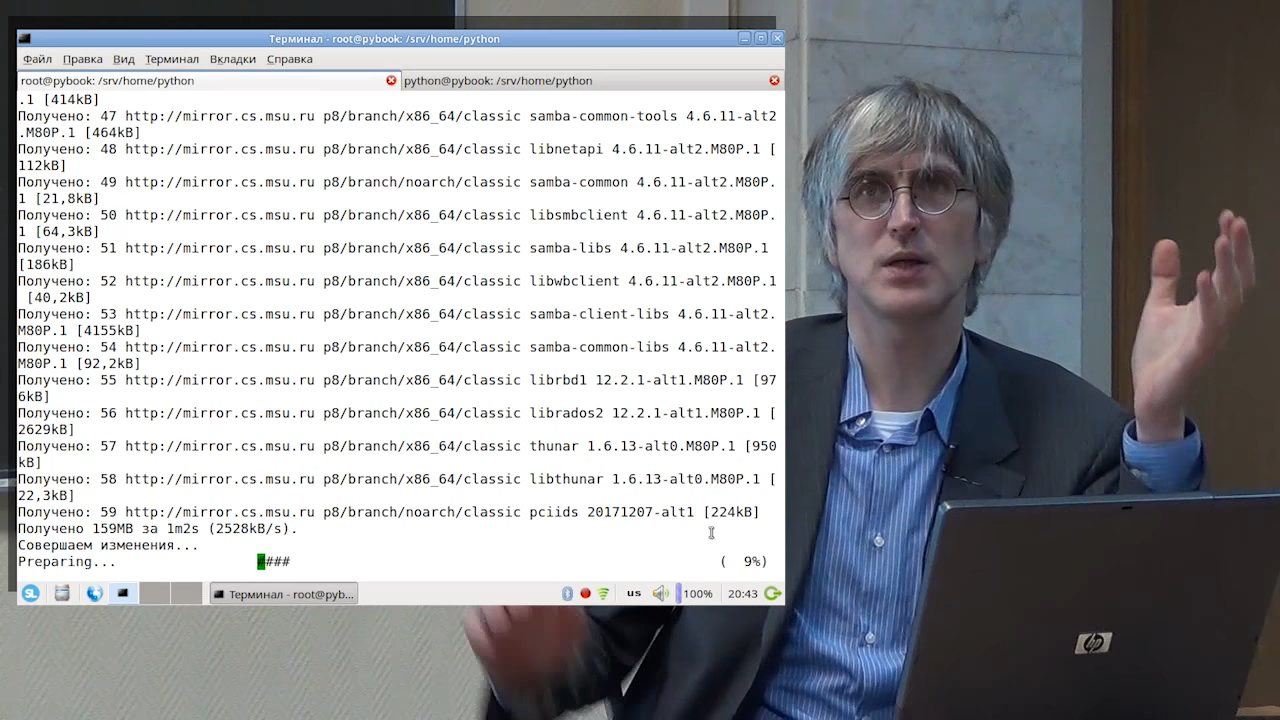 Терминал - root@pybook: /srv/home/python
Файл Правка Вид Терминал Вкладки Справка
root@pybook: /srv/home/python python@pybook: /srv/home/python
.1 [414kB]
Получено: 47 http://mirror.cs.msu.ru p8/branch/x86_64/classic samba-common-tools 4.6.11-alt2
.M80P.1 [464kB]
Получено: 48 http://mirror.cs.msu.ru p8/branch/x86_64/classic libnetapi 4.6.11-alt2.M80P.1 [
112kB]
Получено: 49 http://mirror.cs.msu.ru p8/branch/noarch/classic samba-common 4.6.11-alt2.M80P.
1 [21,8kB]
Получено: 50 http://mirror.cs.msu.ru p8/branch/x86_64/classic libsmbclient 4.6.11-alt2.M80P.
1 [64,3kB]
Получено: 51 http://mirror.cs.msu.ru p8/branch/x86_64/classic samba-libs 4.6.11-alt2.M80P.1
[186kB]
Получено: 52 http://mirror.cs.msu.ru p8/branch/x86_64/classic libwbclient 4.6.11-alt2.M80P.1
[40,2kB]
Получено: 53 http://mirror.cs.msu.ru p8/branch/x86_64/classic samba-client-libs 4.6.11-alt2.
M80P.1 [4155kB]
Получено: 54 http://mirror.cs.msu.ru p8/branch/x86_64/classic samba-common-libs 4.6.11-alt2.
M80P.1 [92,2kB]
Получено: 55 http://mirror.cs.msu.ru p8/branch/x86_64/classic librbd1 12.2.1-alt1.M80P.1 [97
6kB]
Получено: 56 http://mirror.cs.msu.ru p8/branch/x86_64/classic librados2 12.2.1-alt1.M80P.1 [
2629kB]
Получено: 57 http://mirror.cs.msu.ru p8/branch/x86_64/classic thunar 1.6.13-alt0.M80P.1 [950
kB]
Получено: 58 http://mirror.cs.msu.ru p8/branch/x86_64/classic libthunar 1.6.13-alt0.M80P.1 [
22,3kB]
Получено: 59 http://mirror.cs.msu.ru p8/branch/noarch/classic pciids 20171207-alt1 [224kB]
Получено 159MB за 1m2s (2528kB/s).
Совершаем изменения...
Preparing... #### ( 9%)
SL Терминал - root@pyb... us 100% 20:43
hp